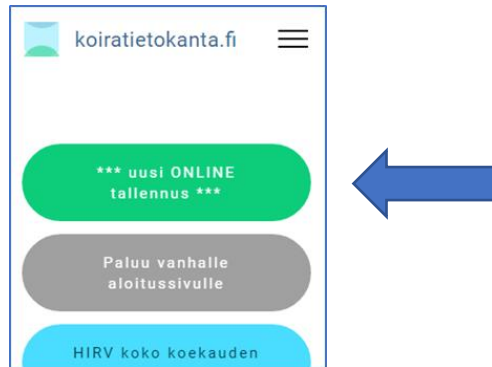 koiratietokanta.fi
*** uusi ONLINE
tallennus ***
Paluu vanhalle
aloitussivulle
HIRV koko koekauden